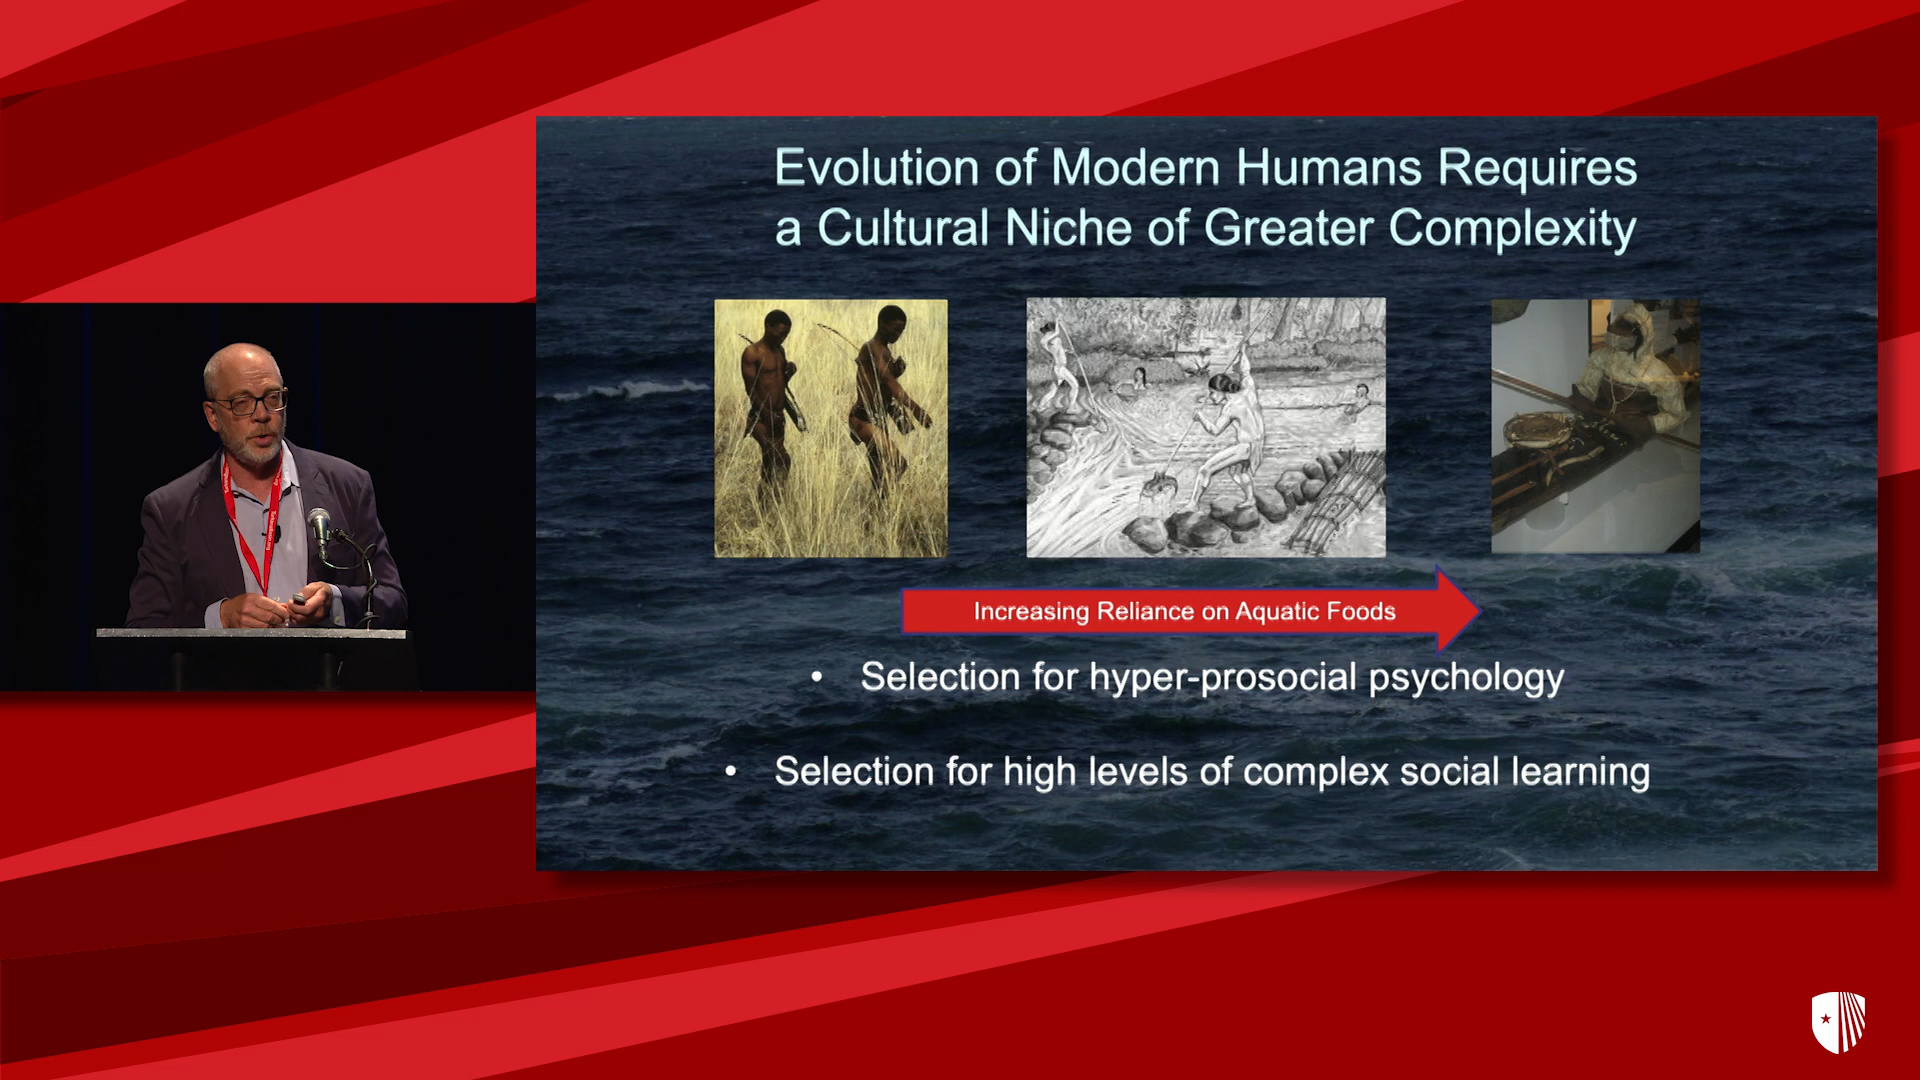 Evolution of Modern Humans Requires
a Cultural Niche of Greater Complexity
Increasing Reliance on Aquatic Foods
• Selection for hyper-prosocial psychology
• Selection for high levels of complex social learning